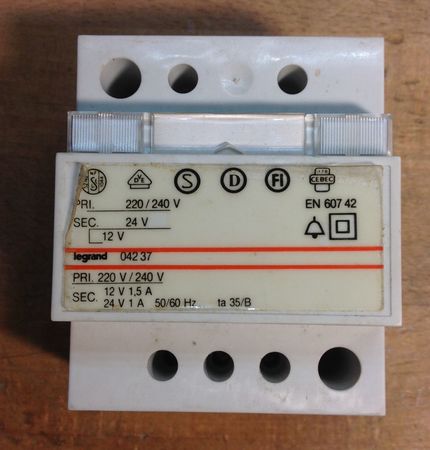 VDE S D FI CEBEC
PRI. 220/240 V EN 607 42
SEC. 24 V
12 V
legrand 042 37
PRI. 220 V/240 V
SEC. 12 V 1,5 A
24 V 1 A 50/60 Hz ta 35/B